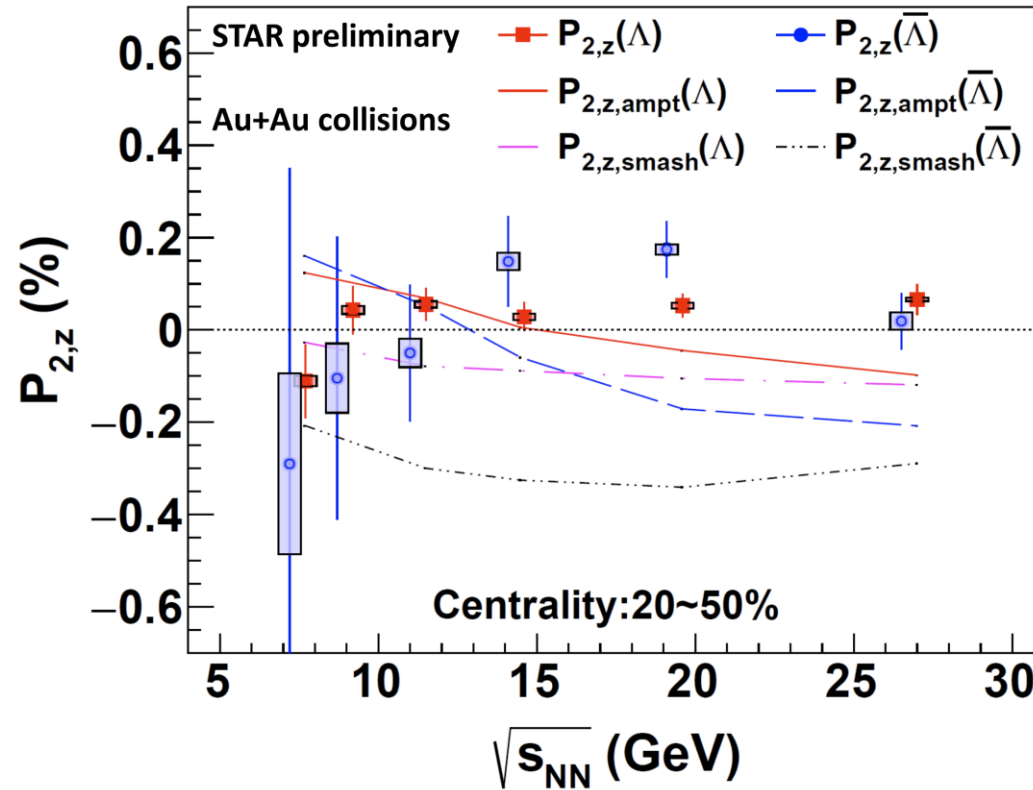 STAR preliminary
Au+Au collisions
P2,z(Λ)
P2,z(Λ̅)
P2,z,ampt(Λ)
P2,z,ampt(Λ̅)
P2,z,smash(Λ)
P2,z,smash(Λ̅)
0.6
0.4
0.2
0
−0.2
−0.4
−0.6
P2,z (%)
Centrality:20~50%
5 10 15 20 25 30
√sNN (GeV)